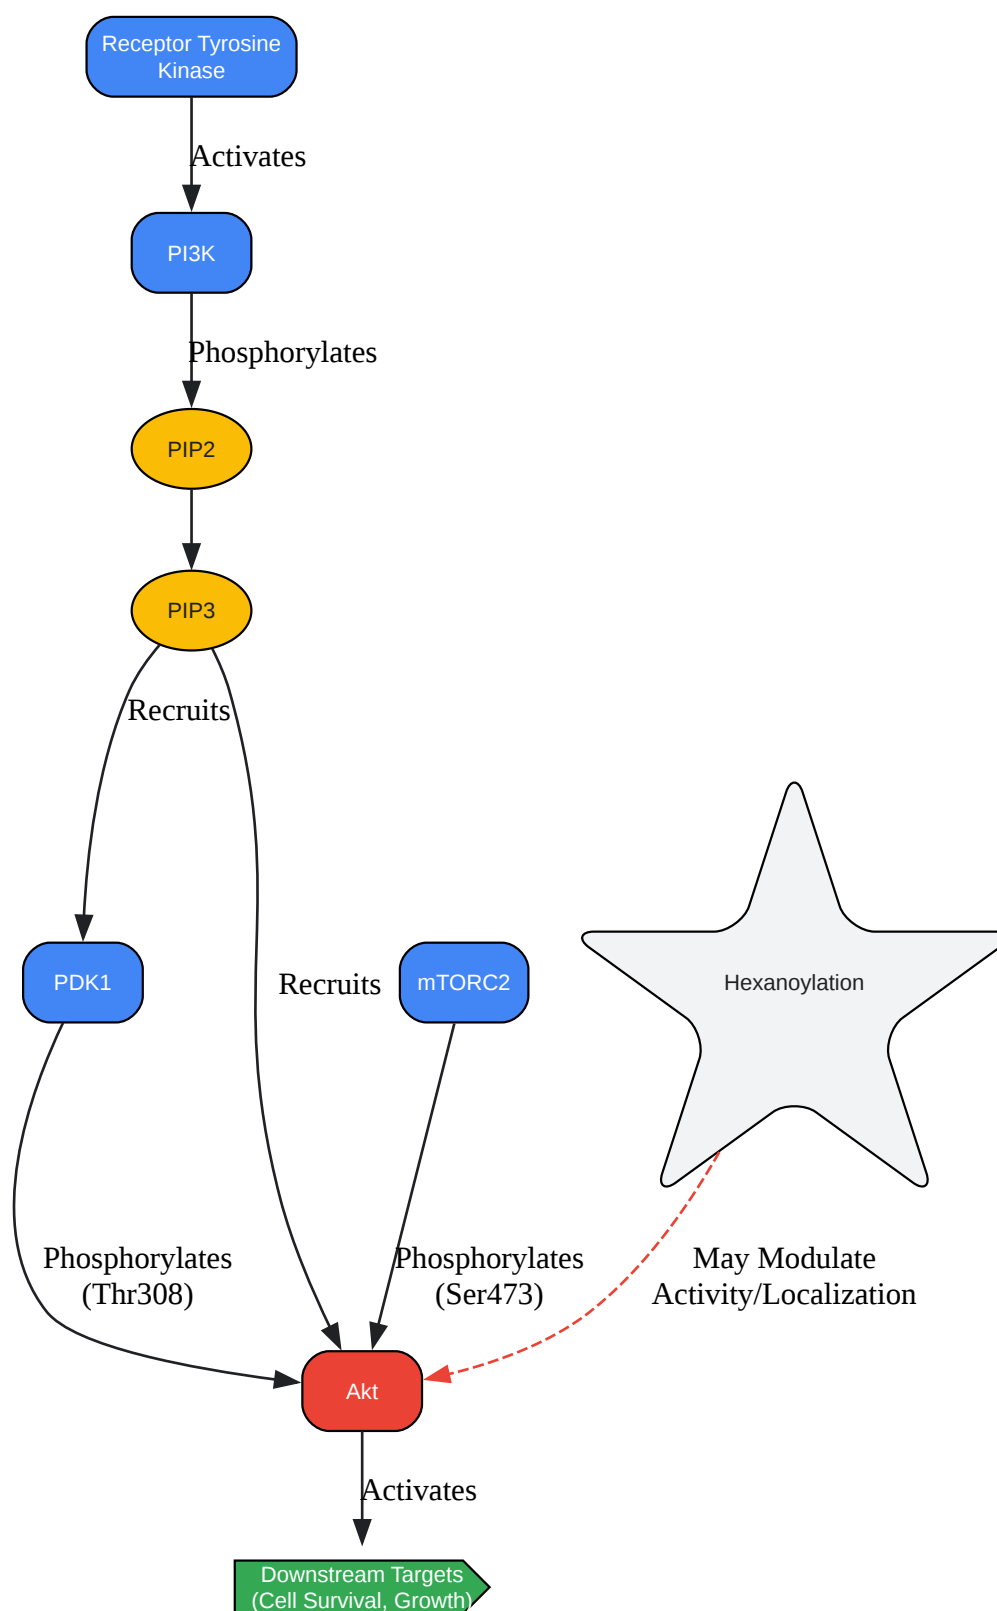 Receptor Tyrosine
Kinase
Activates
PI3K
Phosphorylates
PIP2
PIP3
Recruits
PDK1
Recruits
mTORC2
Hexanoylation
Phosphorylates
(Thr308)
Phosphorylates
(Ser473)
May Modulate
Activity/Localization
Akt
Activates
Downstream Targets
(Cell Survival, Growth)